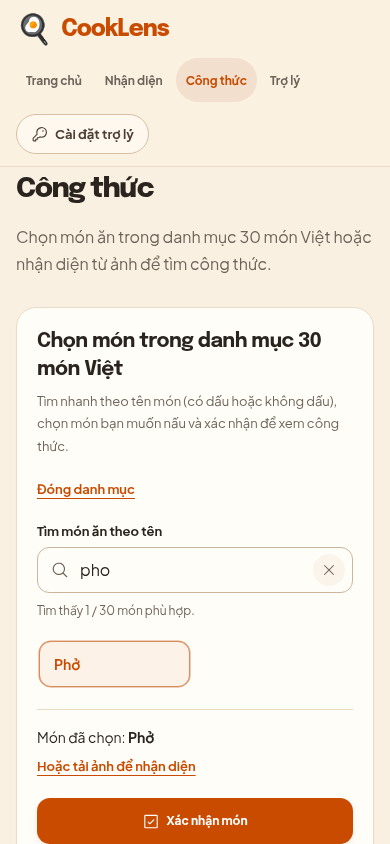 CookLens
Trang chủ Nhận diện Công thức Trợ lý
Cài đặt trợ lý
Công thức
Chọn món ăn trong danh mục 30 món Việt hoặc
nhận diện từ ảnh để tìm công thức.
Chọn món trong danh mục 30
món Việt
Tìm nhanh theo tên món (có dấu hoặc không dấu),
chọn món bạn muốn nấu và xác nhận để xem công
thức.
Đóng danh mục
Tìm món ăn theo tên
pho
Tìm thấy 1 / 30 món phù hợp.
Phở
Món đã chọn: Phở
Hoặc tải ảnh để nhận diện
Xác nhận món